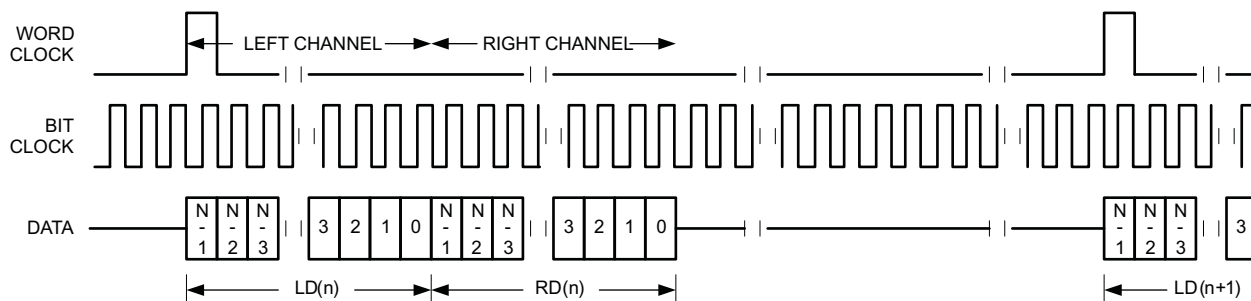 WORD
CLOCK
LEFT CHANNEL
RIGHT CHANNEL
BIT
CLOCK
DATA
N
-
1
N
-
2
N
-
3
3
2
1
0
N
-
1
N
-
2
N
-
3
3
2
1
0
N
-
1
N
-
2
N
-
3
3
LD(n)
RD(n)
LD(n+1)